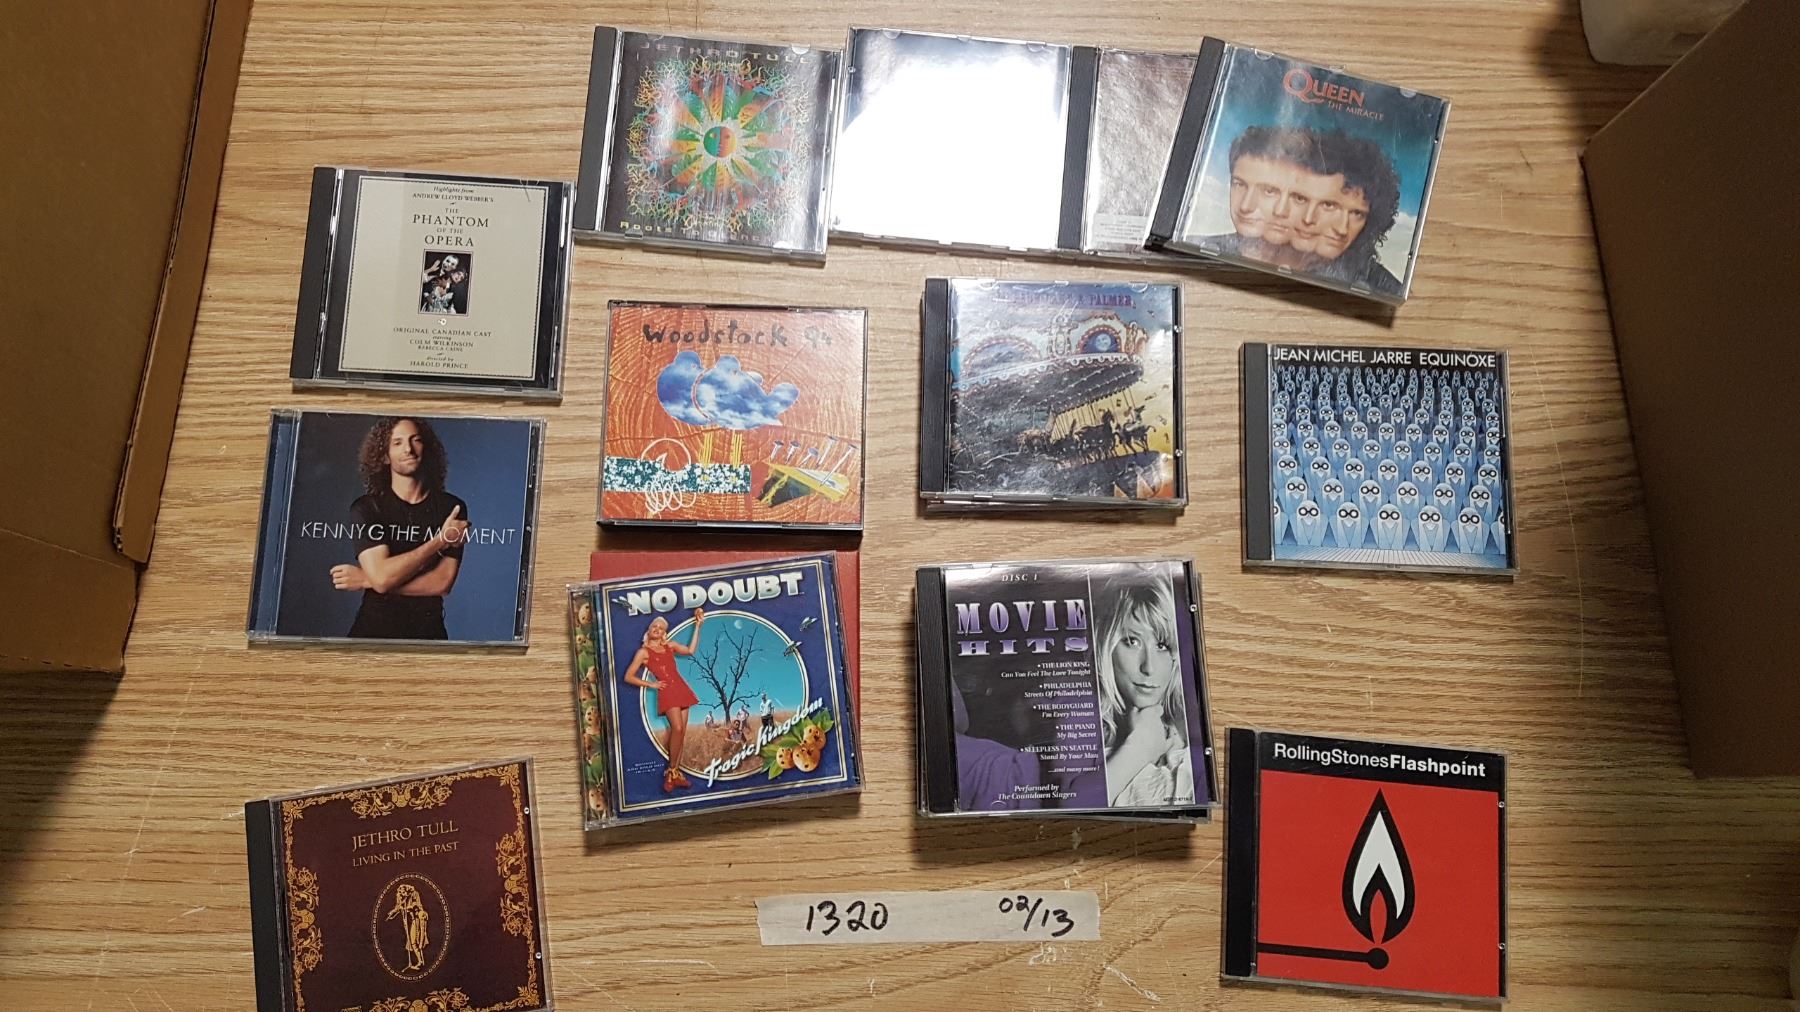 JETHRO TULL
QUEEN
THE MIRACLE
Highlights from
ANDREW LLOYD WEBBER'S
THE
PHANTOM
OF THE
OPERA
ORIGINAL CANADIAN CAST
starring
COLM WILKINSON
REBECCA CAINE
directed by
HAROLD PRINCE
Woodstock 94
& PALMER
JEAN MICHEL JARRE EQUINOXE
KENNY G THE MOMENT
NO DOUBT
Tragic Kingdom
DISC 1
MOVIE
HITS
• THE LION KING
Can You Feel The Love Tonight
• PHILADELPHIA
Streets Of Philadelphia
• THE BODYGUARD
I'm Every Woman
• THE PIANO
My Big Secret
• SLEEPLESS IN SEATTLE
Stand By Your Man
...and many more!
Performed by
The Countdown Singers
RollingStonesFlashpoint
JETHRO TULL
LIVING IN THE PAST
1320 02/13